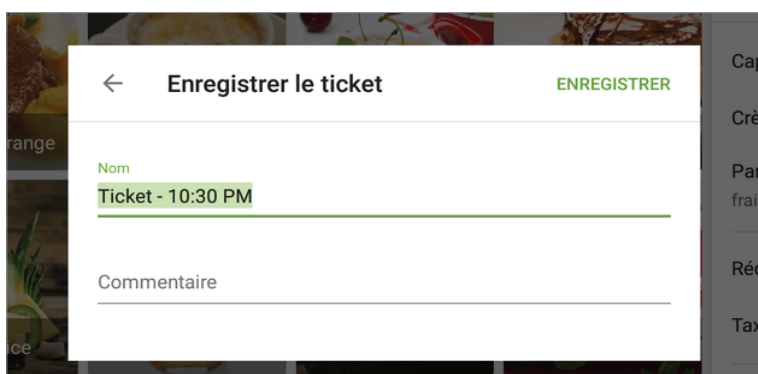 Enregistrer le ticket
ENREGISTRER
Nom
Ticket - 10:30 PM
Commentaire